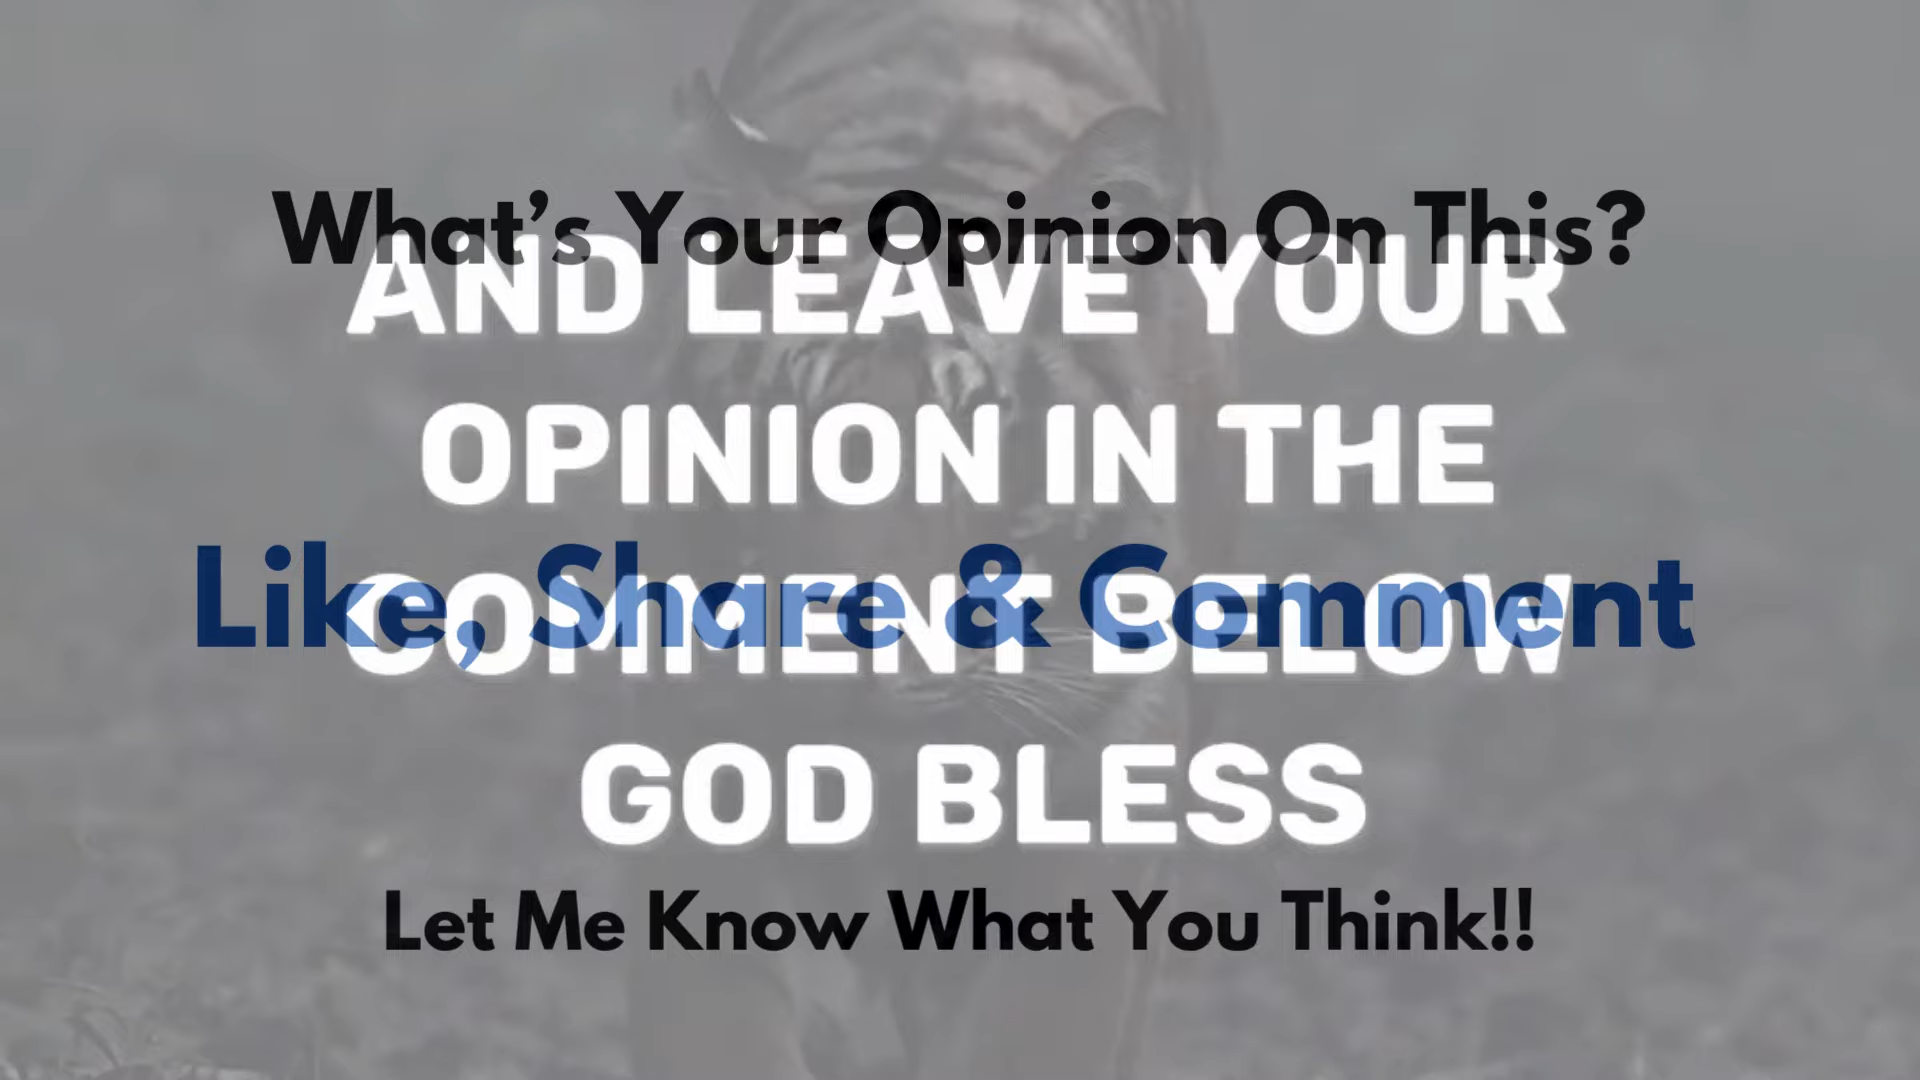 What's Your Opinion On This?
AND LEAVE YOUR
OPINION IN THE
Like, Share & Comment
COMMENT BELOW
GOD BLESS
Let Me Know What You Think!!